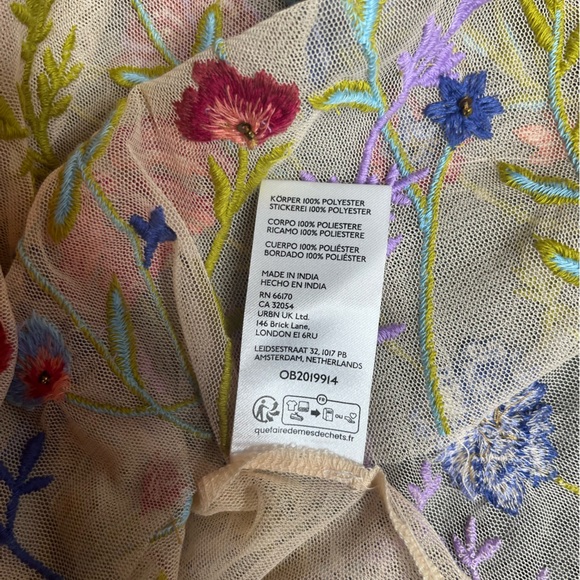 KÖRPER 100% POLYESTER
STICKEREI 100% POLYESTER
CORPO 100% POLIESTERE
RICAMO 100% POLIESTERE
CUERPO 100% POLIÉSTER
BORDADO 100% POLIÉSTER
MADE IN INDIA
HECHO EN INDIA
RN 66170
CA 32054
URBN UK Ltd.
146 Brick Lane,
LONDON E1 6RU
LEIDSESTRAAT 32, 1017 PB
AMSTERDAM, NETHERLANDS
OB2019914
FR
OU
quefairedemesdechets.fr